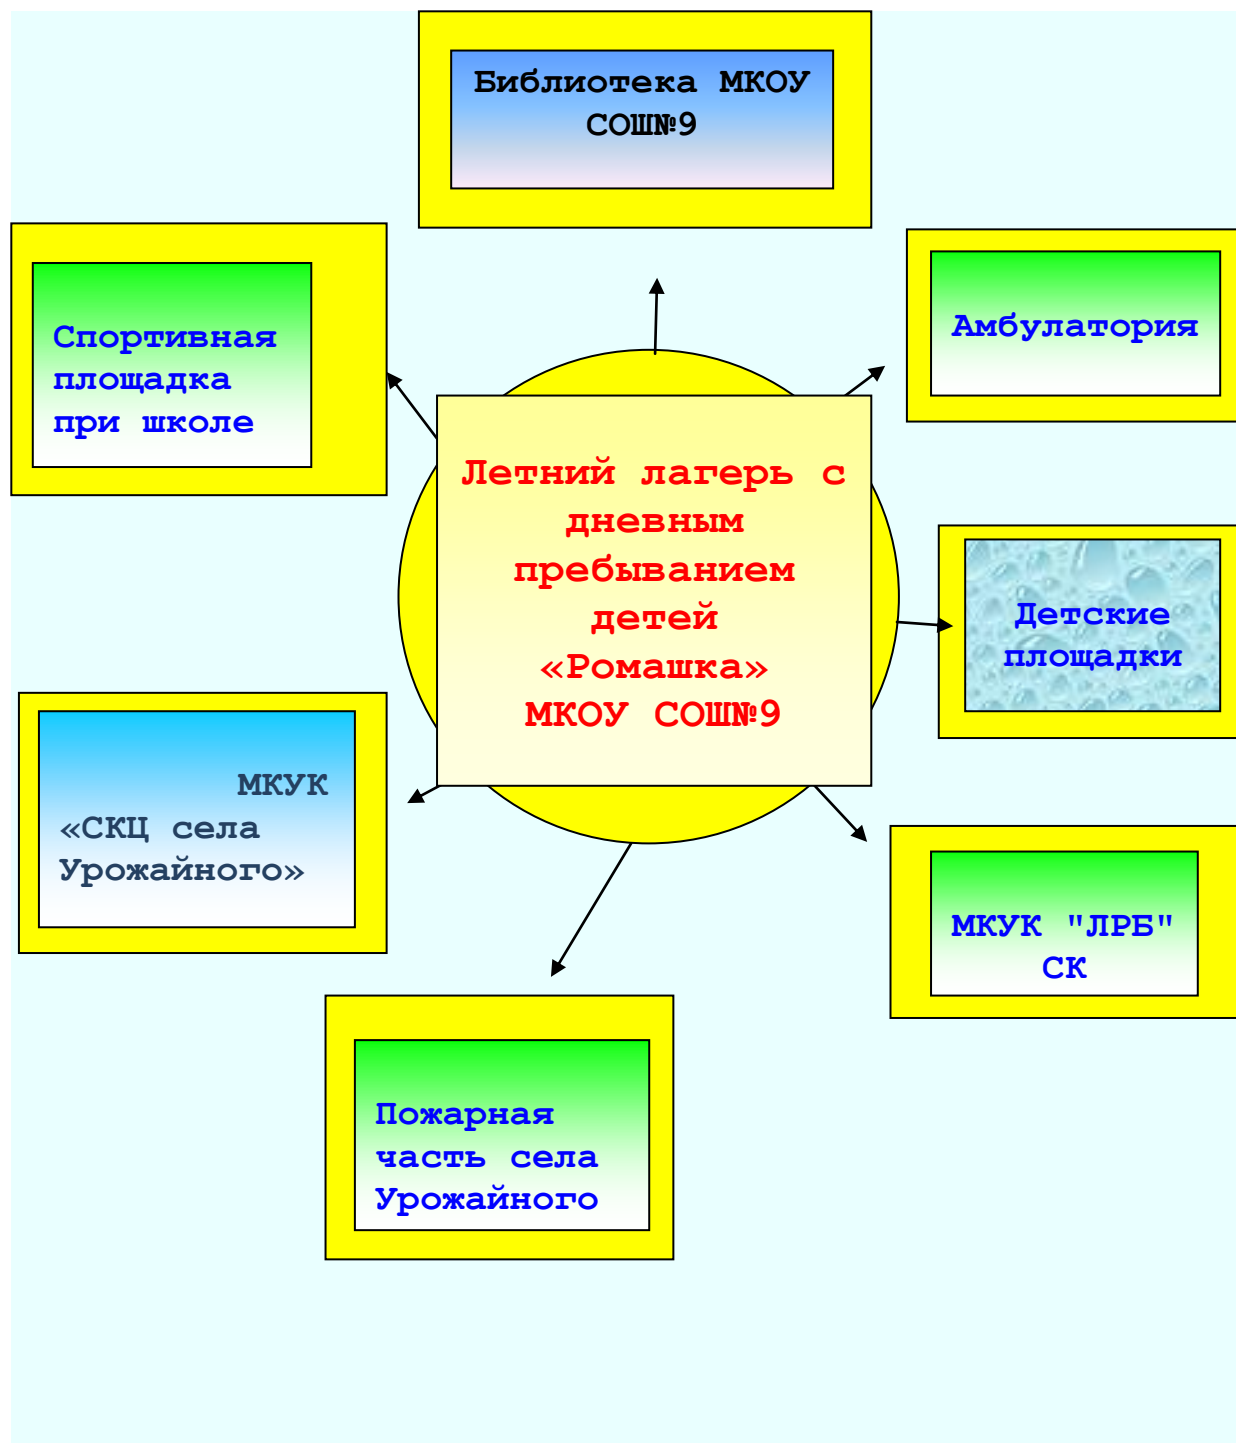 Библиотека МКОУ
СОШ№9
Спортивная
площадка
при школе
Амбулатория
Летний лагерь с
дневным
пребыванием
детей
«Ромашка»
МКОУ СОШ№9
Детские
площадки
МКУК
«СКЦ села
Урожайного»
МКУК "ЛРБ"
СК
Пожарная
часть села
Урожайного